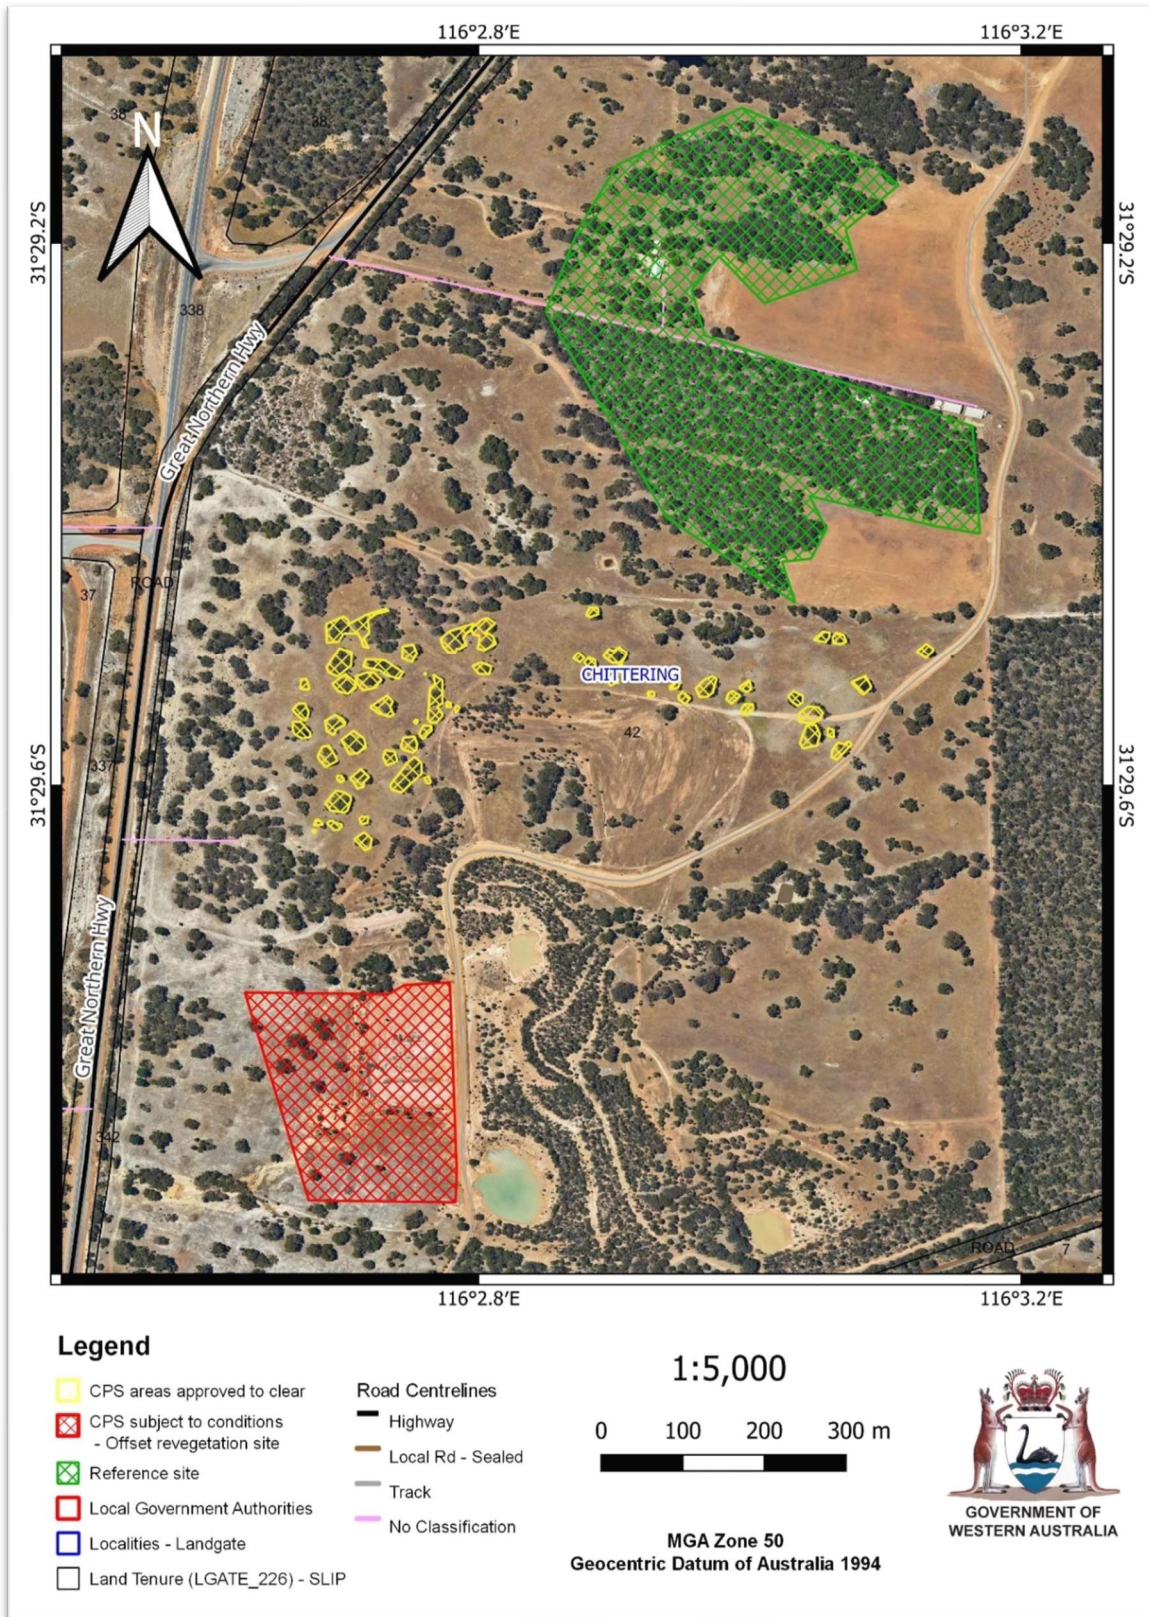 116°2.8'E
116°3.2'E
38
38
N
31°29.2'S
31°29.2'S
338
Great Northern Hwy
ROAD
37
CHITTERING
42
337
31°29.6'S
31°29.6'S
Great Northern Hwy
342
ROAD
7
116°2.8'E
116°3.2'E
Legend
CPS areas approved to clear
CPS subject to conditions
- Offset revegetation site
Reference site
Local Government Authorities
Localities - Landgate
Land Tenure (LGATE_226) - SLIP
Road Centrelines
Highway
Local Rd - Sealed
Track
No Classification
1:5,000
0 100 200 300 m
MGA Zone 50
Geocentric Datum of Australia 1994
GOVERNMENT OF
WESTERN AUSTRALIA